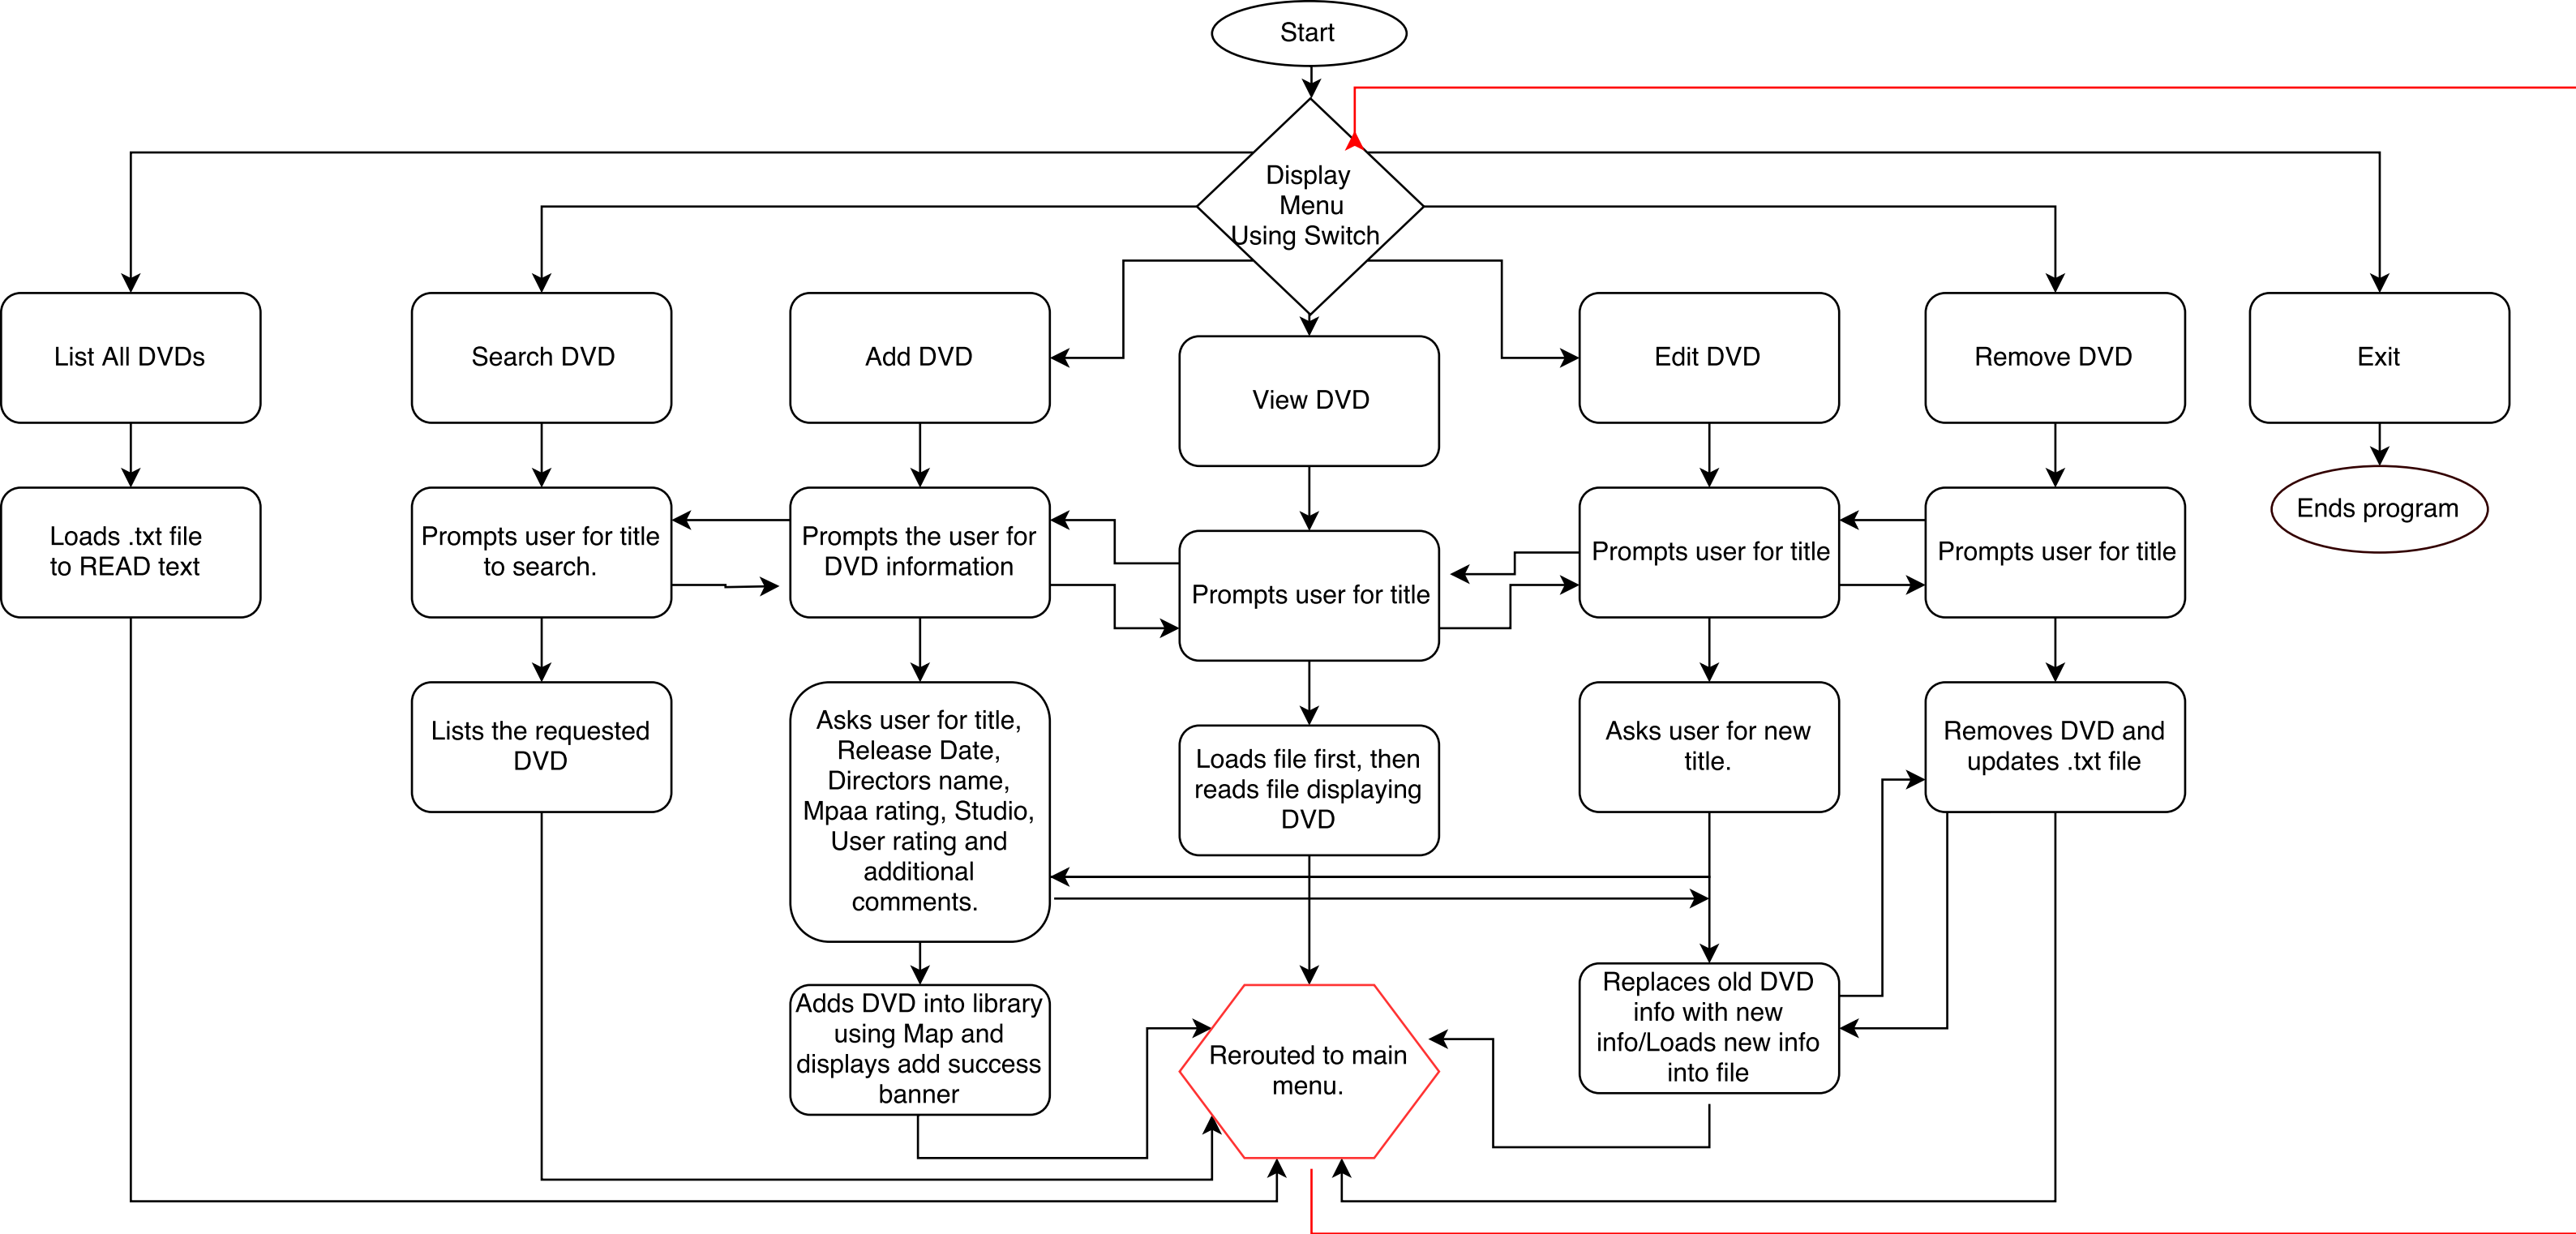 Start
Display
Menu
Using Switch
List All DVDs
Search DVD
Add DVD
View DVD
Edit DVD
Remove DVD
Exit
Loads .txt file
to READ text
Prompts user for title
to search.
Prompts the user for
DVD information
Prompts user for title
Prompts user for title
Prompts user for title
Ends program
Lists the requested
DVD
Asks user for title,
Release Date,
Directors name,
Mpaa rating, Studio,
User rating and
additional
comments.
Loads file first, then
reads file displaying
DVD
Asks user for new
title.
Removes DVD and
updates .txt file
Adds DVD into library
using Map and
displays add success
banner
Rerouted to main
menu.
Replaces old DVD
info with new
info/Loads new info
into file